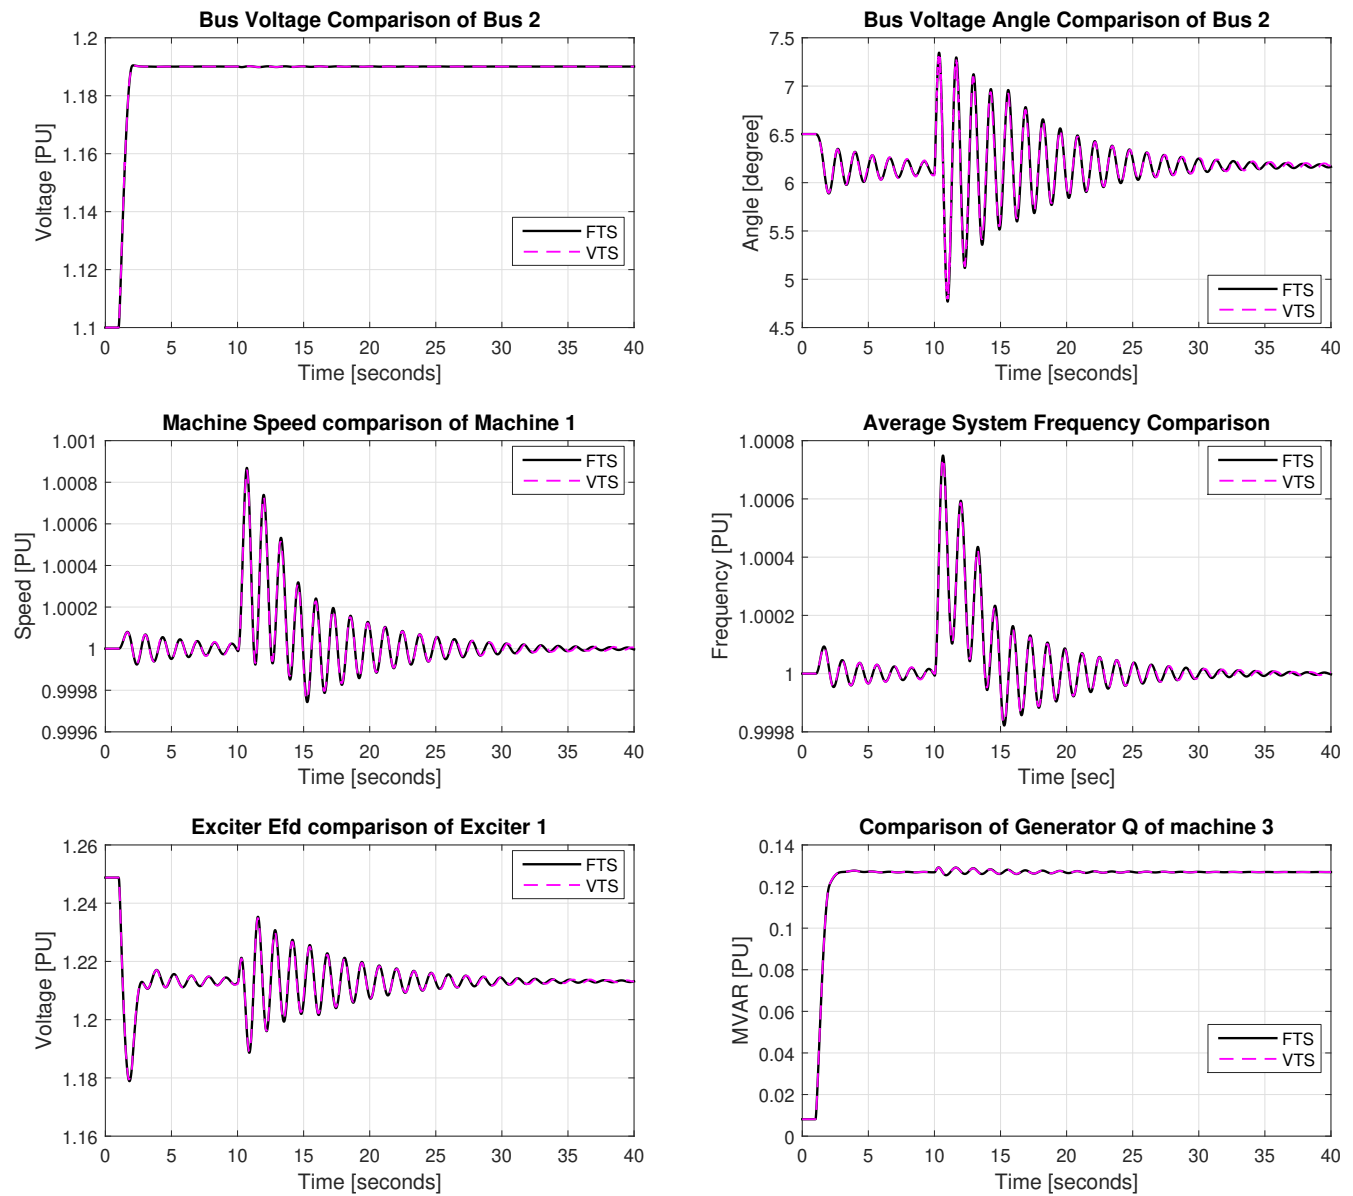 Bus Voltage Comparison of Bus 2
1.2
1.18
1.16
1.14
1.12
1.1
Voltage [PU]
FTS
VTS
0 5 10 15 20 25 30 35 40
Time [seconds]
Bus Voltage Angle Comparison of Bus 2
7.5
7
6.5
6
5.5
5
4.5
Angle [degree]
FTS
VTS
0 5 10 15 20 25 30 35 40
Time [seconds]
Machine Speed comparison of Machine 1
1.001
1.0008
1.0006
1.0004
1.0002
1
0.9998
0.9996
Speed [PU]
FTS
VTS
0 5 10 15 20 25 30 35 40
Time [seconds]
Average System Frequency Comparison
1.0008
1.0006
1.0004
1.0002
1
0.9998
Frequency [PU]
FTS
VTS
0 5 10 15 20 25 30 35 40
Time [sec]
Exciter Efd comparison of Exciter 1
1.26
1.24
1.22
1.2
1.18
1.16
Voltage [PU]
FTS
VTS
0 5 10 15 20 25 30 35 40
Time [seconds]
Comparison of Generator Q of machine 3
0.14
0.12
0.1
0.08
0.06
0.04
0.02
0
MVAR [PU]
FTS
VTS
0 5 10 15 20 25 30 35 40
Time [seconds]